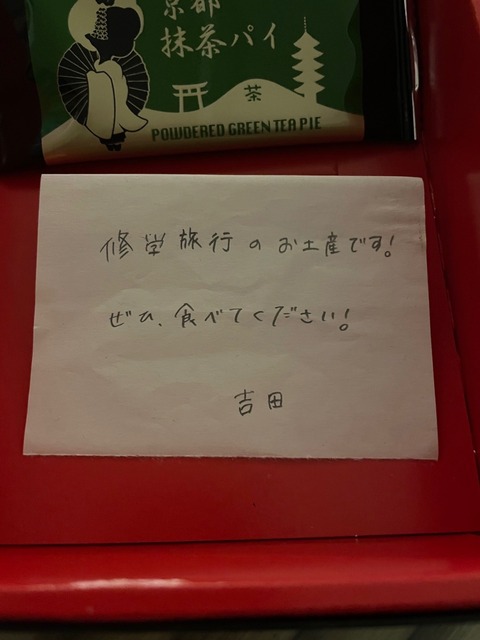 京都
抹茶パイ
茶
POWDERED GREEN TEA PIE
修学旅行のお土産です!
ぜひ、食べてください!
吉田